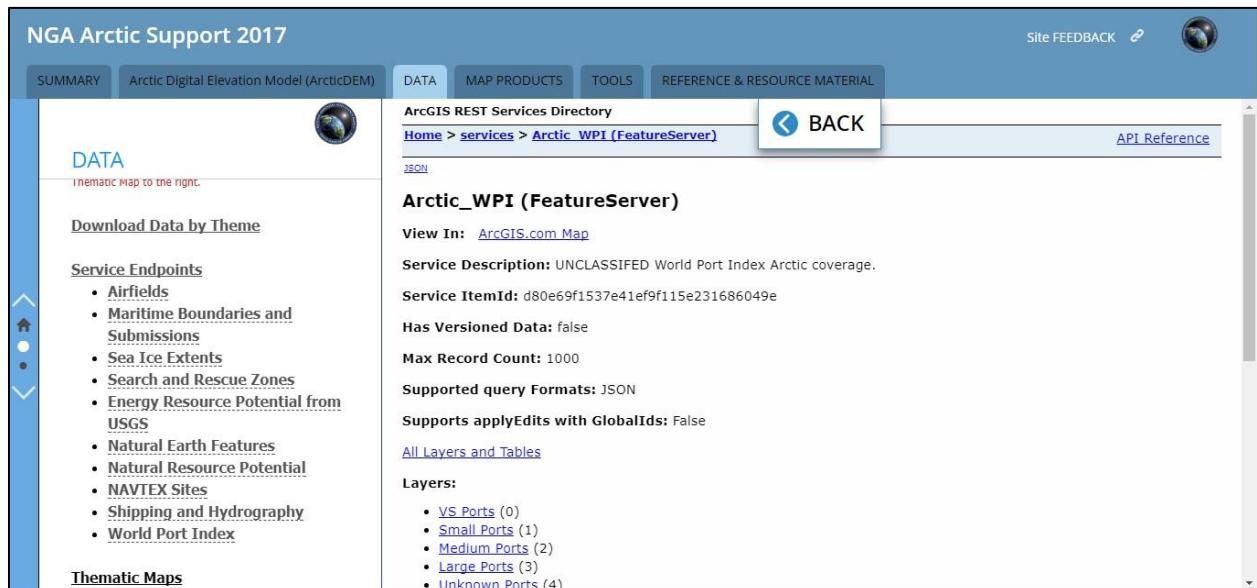 NGA Arctic Support 2017
Site FEEDBACK
SUMMARY
Arctic Digital Elevation Model (ArcticDEM)
DATA
MAP PRODUCTS
TOOLS
REFERENCE & RESOURCE MATERIAL
DATA
Thematic Map to the right.
Download Data by Theme
Service Endpoints
Airfields
Maritime Boundaries and
Submissions
Sea Ice Extents
Search and Rescue Zones
Energy Resource Potential from
USGS
Natural Earth Features
Natural Resource Potential
NAVTEX Sites
Shipping and Hydrography
World Port Index
Thematic Maps
ArcGIS REST Services Directory
BACK
Home > services > Arctic_WPI (FeatureServer)
API Reference
JSON
Arctic_WPI (FeatureServer)
View In: ArcGIS.com Map
Service Description: UNCLASSIFED World Port Index Arctic coverage.
Service ItemId: d80e69f1537e41ef9f115e231686049e
Has Versioned Data: false
Max Record Count: 1000
Supported query Formats: JSON
Supports applyEdits with GlobalIds: False
All Layers and Tables
Layers:
VS Ports (0)
Small Ports (1)
Medium Ports (2)
Large Ports (3)
Unknown Ports (4)